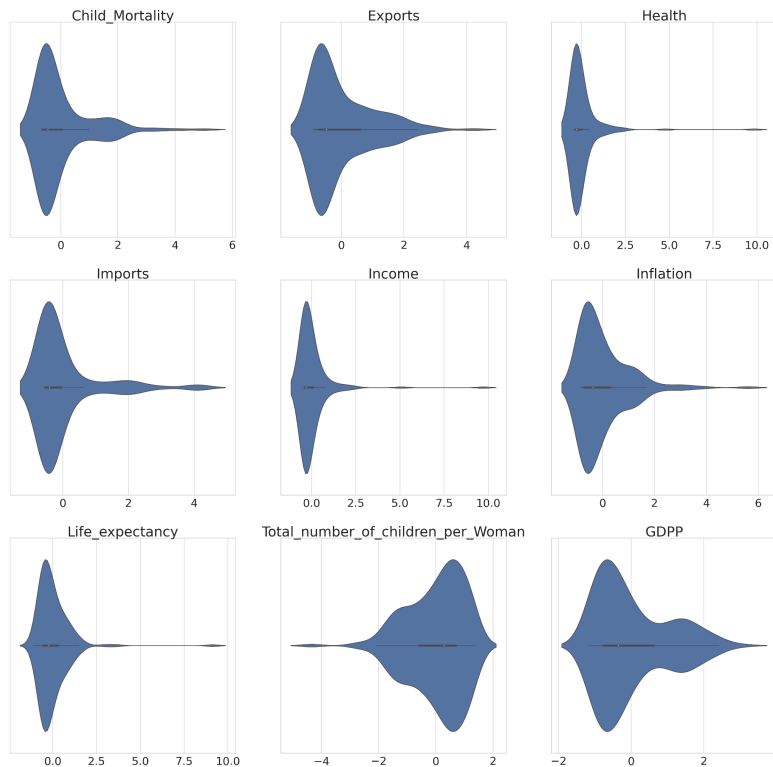 Child_Mortality
Exports
Health
0 2 4 6
0 2 4
0.0 2.5 5.0 7.5 10.0
Imports
Income
Inflation
0 2 4
0.0 2.5 5.0 7.5 10.0
0 2 4 6
Life_expectancy
Total_number_of_children_per_Woman
GDPP
0.0 2.5 5.0 7.5 10.0
−4 −2 0 2
−2 0 2